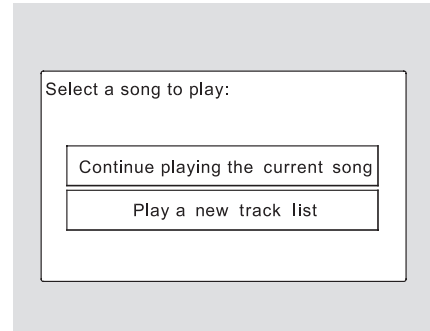 Select a song to play:
Continue playing the current song
Play a new track list